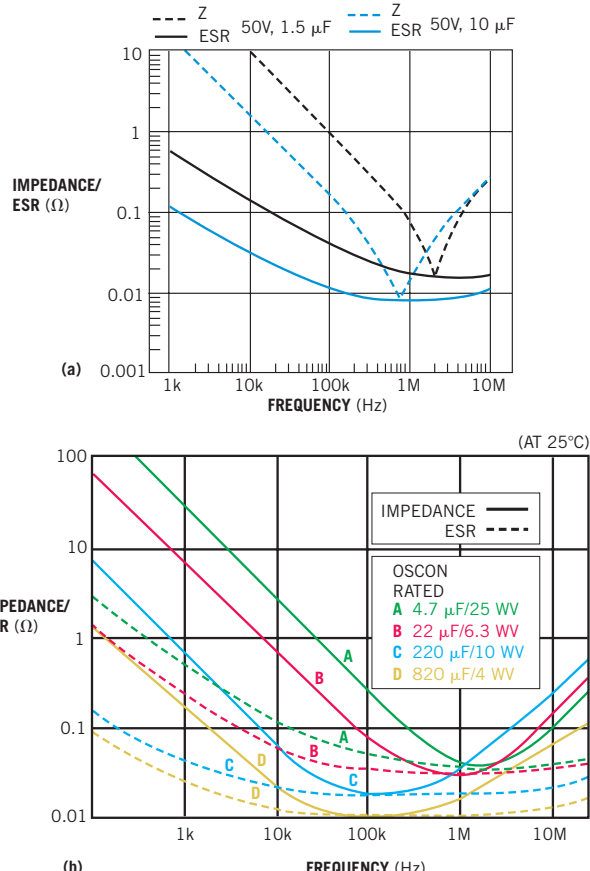 Z
ESR 50V, 1.5 μF
Z
ESR 50V, 10 μF
10
1
0.1
0.01
0.001
IMPEDANCE/
ESR (Ω)
(a)
1k 10k 100k 1M 10M
FREQUENCY (Hz)
(AT 25°C)
100
10
1
0.1
0.01
PEDANCE/
R (Ω)
IMPEDANCE
ESR
OSCON
RATED
A 4.7 μF/25 WV
B 22 μF/6.3 WV
C 220 μF/10 WV
D 820 μF/4 WV
A
B
A
B
D
C
C
D
1k 10k 100k 1M 10M
(b)
FREQUENCY (Hz)